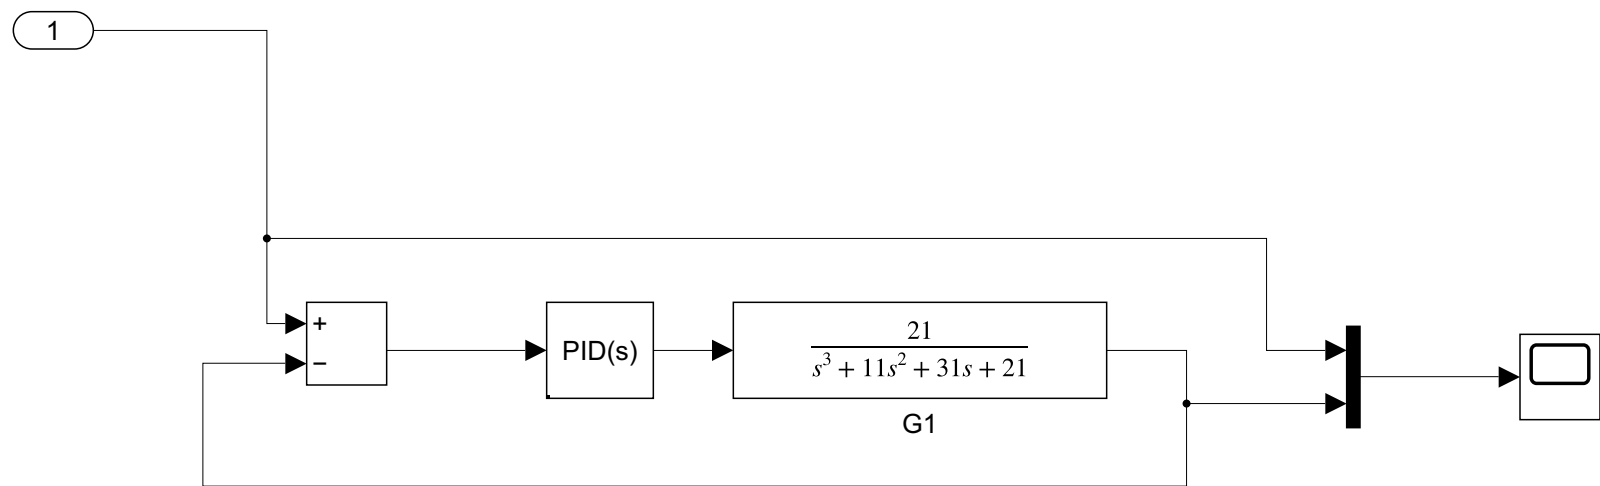 1
+
−
PID(s)
21
s³ + 11s² + 31s + 21
G1